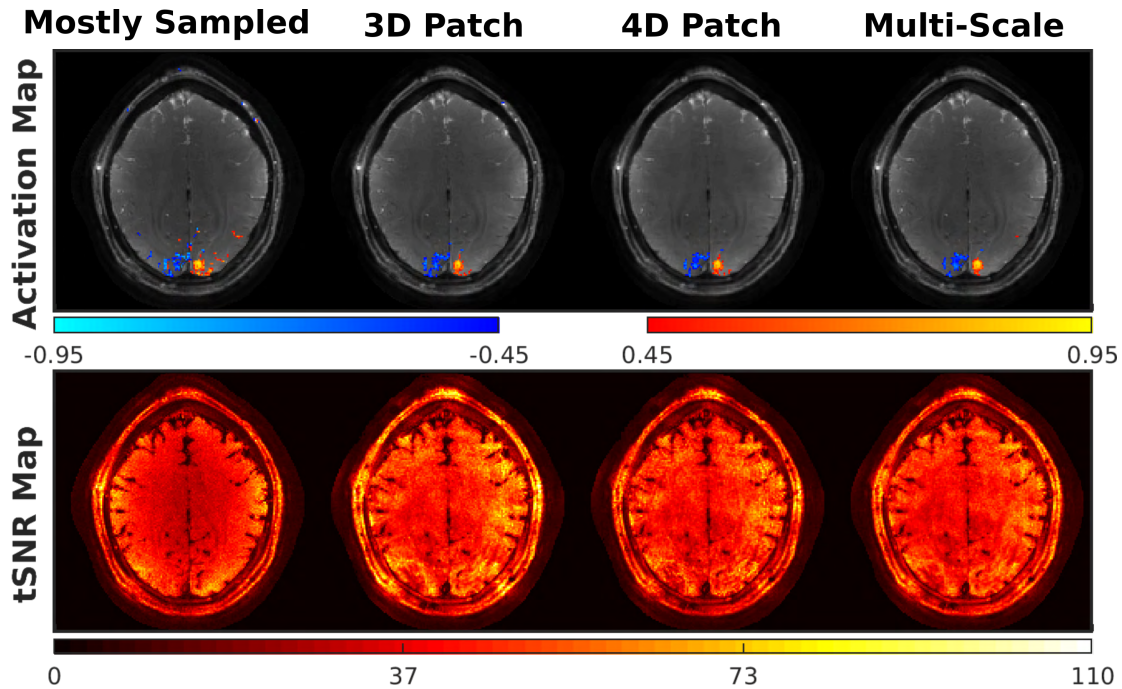 Mostly Sampled 3D Patch 4D Patch Multi-Scale
Activation Map
-0.95 -0.45 0.45 0.95
tSNR Map
0 37 73 110